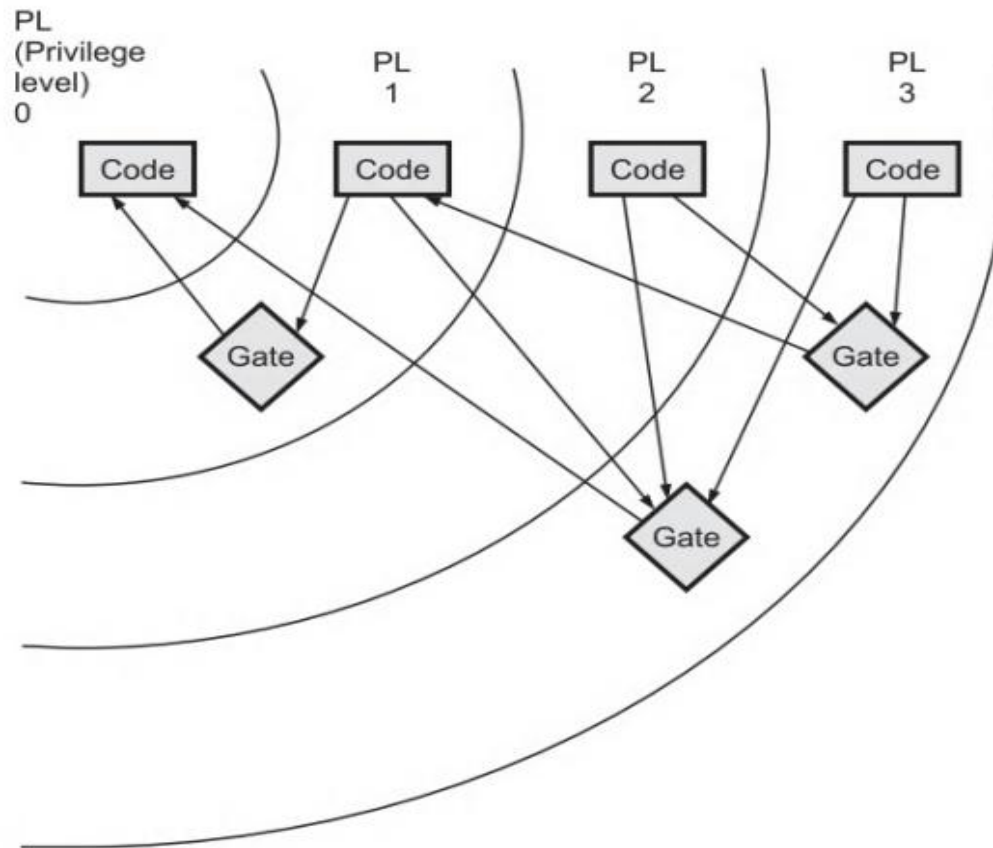 PL
(Privilege
level)
0
PL
1
PL
2
PL
3
Code
Code
Code
Code
Gate
Gate
Gate